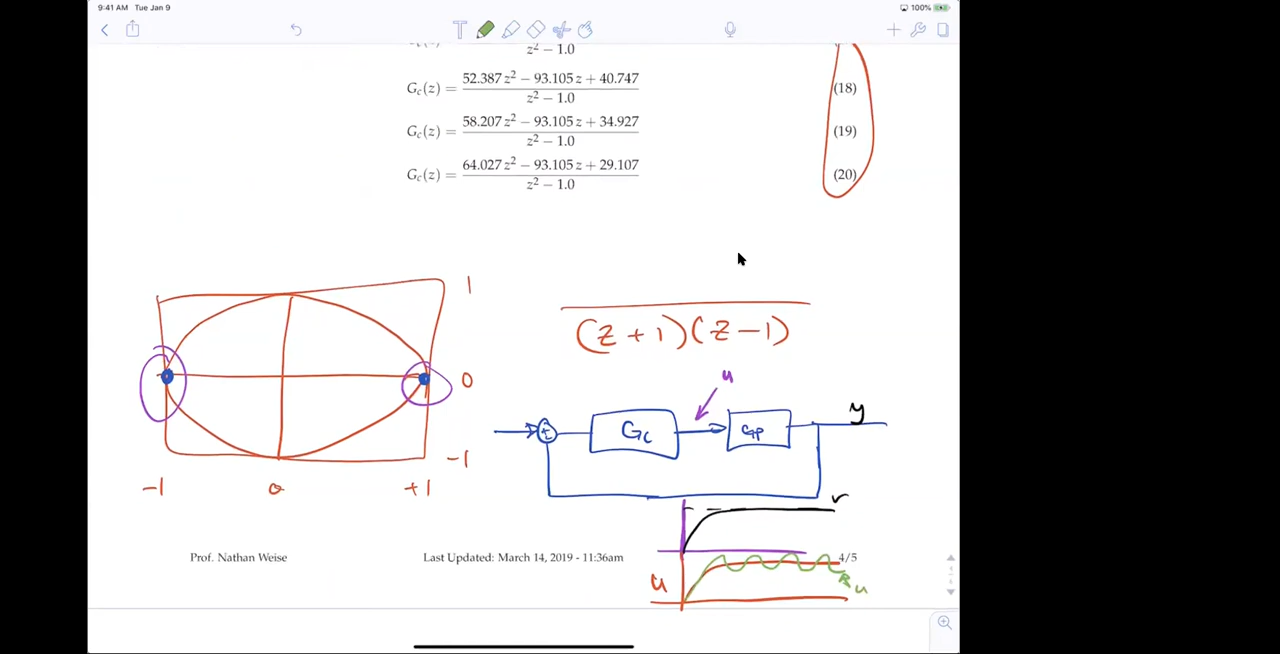 9:41 AM Tue Jan 9
100%
z² − 1.0
G_c(z) = 52.387 z² − 93.105 z + 40.747
z² − 1.0
(18)
G_c(z) = 58.207 z² − 93.105 z + 34.927
z² − 1.0
(19)
G_c(z) = 64.027 z² − 93.105 z + 29.107
z² − 1.0
(20)
1
0
-1
-1
0
+1
(z + 1)(z − 1)
u
Gc
GP
y
r
u
u
Prof. Nathan Weise
Last Updated: March 14, 2019 - 11:36am
4/5